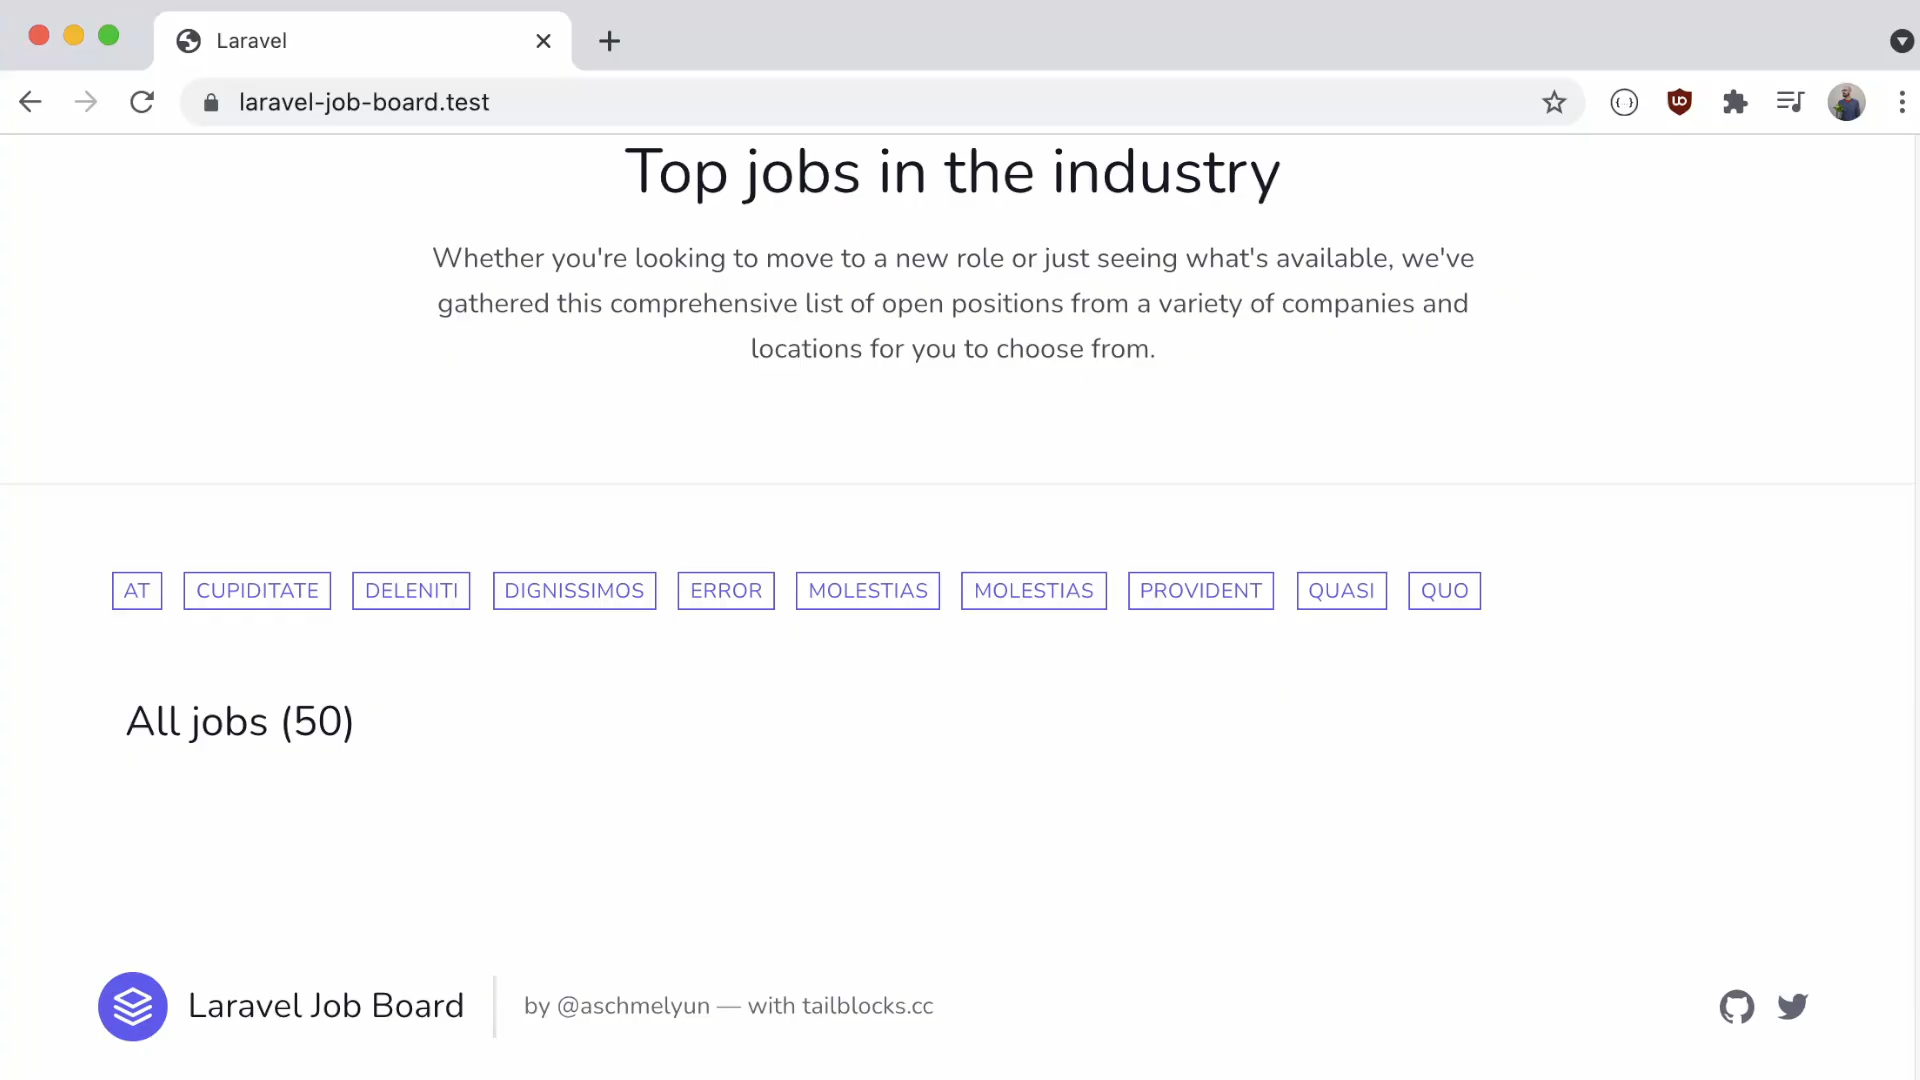 Laravel
laravel-job-board.test
Top jobs in the industry
Whether you're looking to move to a new role or just seeing what's available, we've
gathered this comprehensive list of open positions from a variety of companies and
locations for you to choose from.
AT CUPIDITATE DELENITI DIGNISSIMOS ERROR MOLESTIAS MOLESTIAS PROVIDENT QUASI QUO
All jobs (50)
Laravel Job Board
by @aschmelyun — with tailblocks.cc